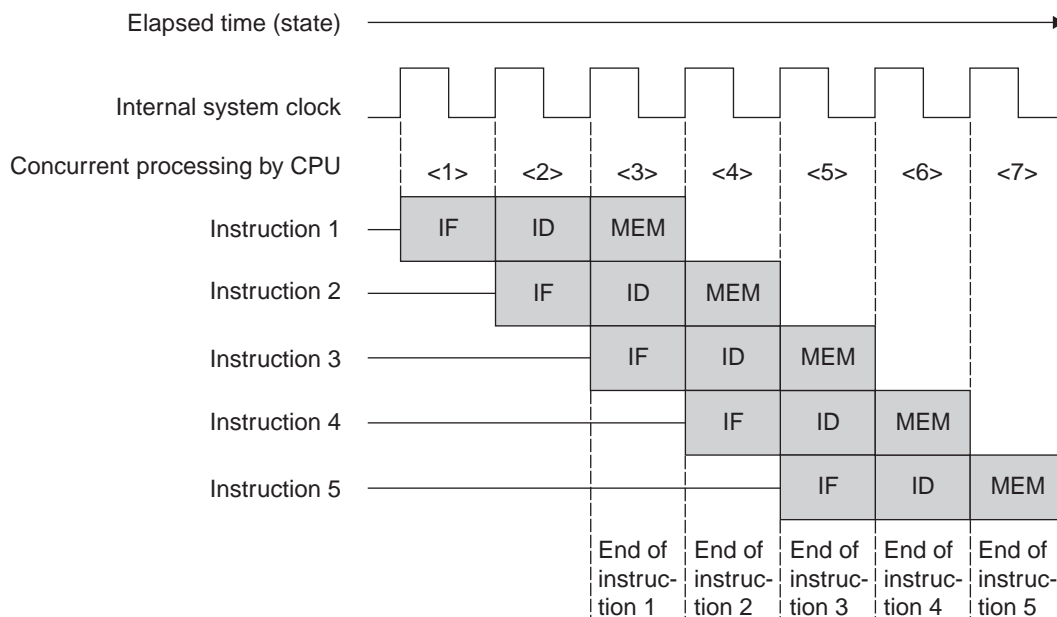 Elapsed time (state)
Internal system clock
Concurrent processing by CPU <1> <2> <3> <4> <5> <6> <7>
Instruction 1 IF ID MEM
Instruction 2 IF ID MEM
Instruction 3 IF ID MEM
Instruction 4 IF ID MEM
Instruction 5 IF ID MEM
End of End of End of End of End of
instruc- instruc- instruc- instruc- instruc-
tion 1 tion 2 tion 3 tion 4 tion 5